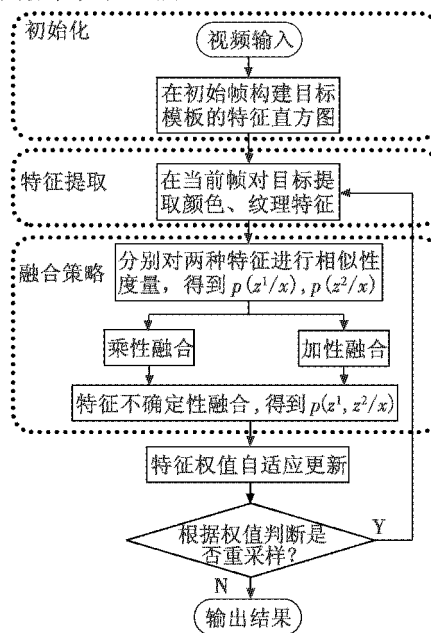 初始化
视频输入
在初始帧构建目标
模板的特征直方图
特征提取
在当前帧对目标提
取颜色、纹理特征
融合策略
分别对两种特征进行相似性
度量，得到 p(z¹/x), p(z²/x)
乘性融合
加性融合
特征不确定性融合，得到p(z¹, z²/x)
特征权值自适应更新
根据权值判断是
否重采样？
Y
N
输出结果